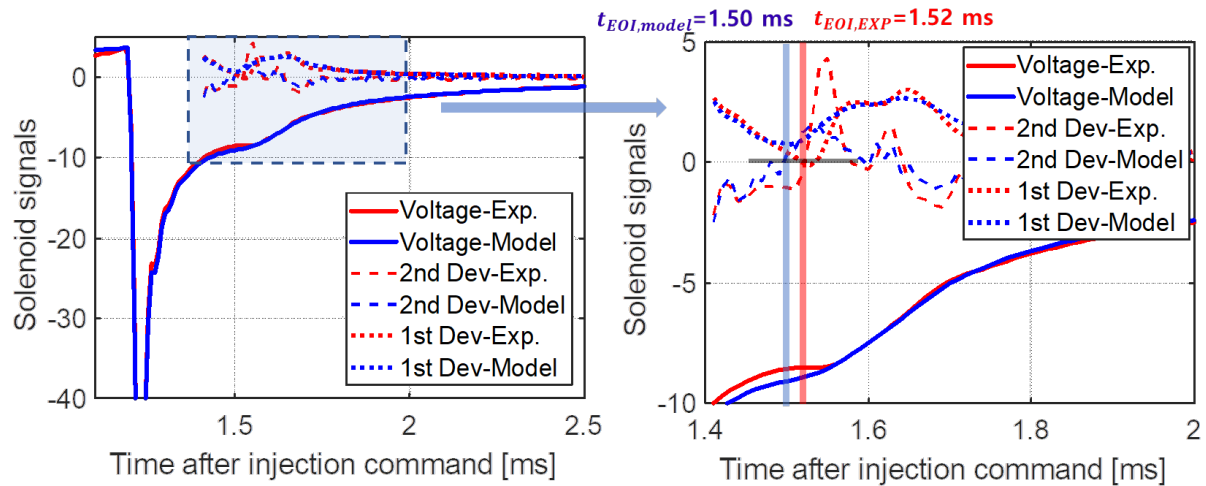 t_EOI,model=1.50 ms
t_EOI,EXP=1.52 ms
Solenoid signals
0
-10
-20
-30
-40
Voltage-Exp.
Voltage-Model
2nd Dev-Exp.
2nd Dev-Model
1st Dev-Exp.
1st Dev-Model
1.5
2
2.5
Time after injection command [ms]
Solenoid signals
5
0
-5
-10
Voltage-Exp.
Voltage-Model
2nd Dev-Exp.
2nd Dev-Model
1st Dev-Exp.
1st Dev-Model
1.4
1.6
1.8
2
Time after injection command [ms]